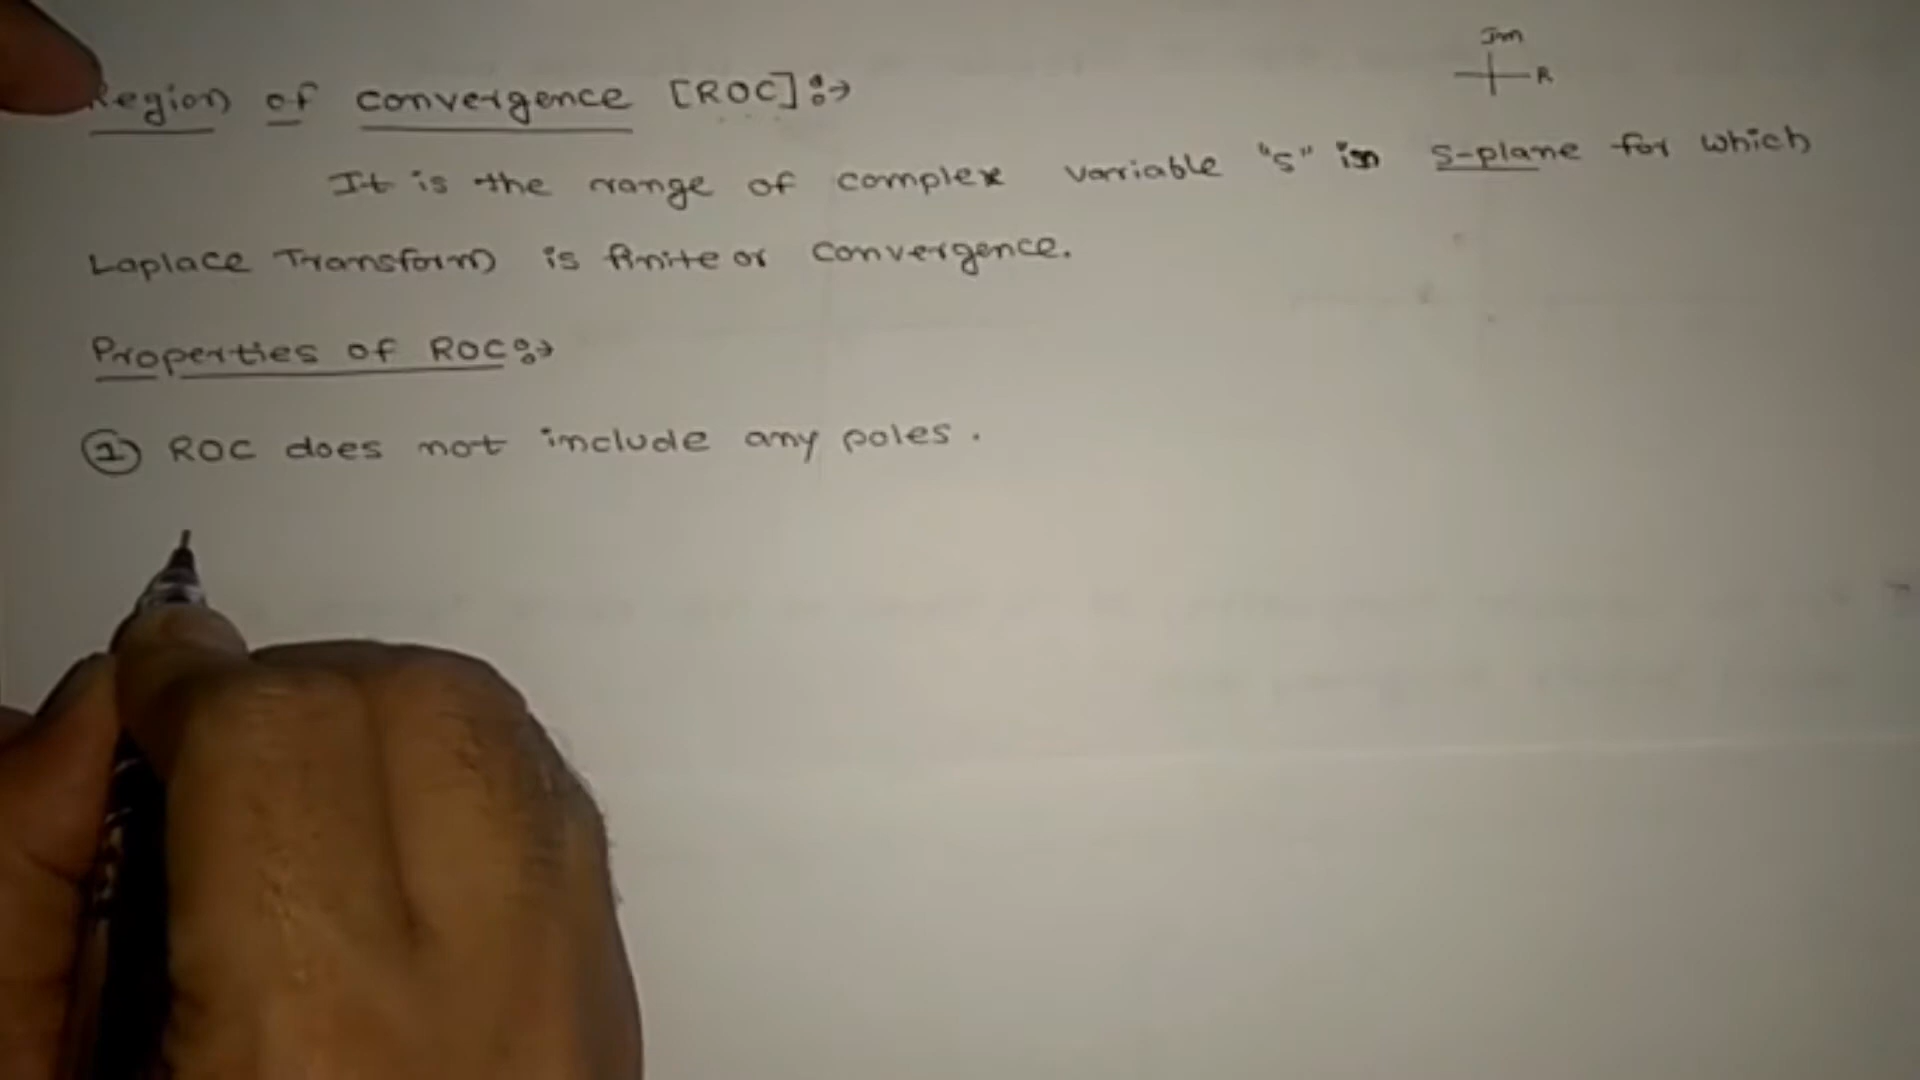 Im
R
Region of convergence [ROC]:→
It is the range of complex variable "s" in s-plane for which
Laplace Transform is finite or convergence.
Properties of ROC:→
① ROC does not include any poles.